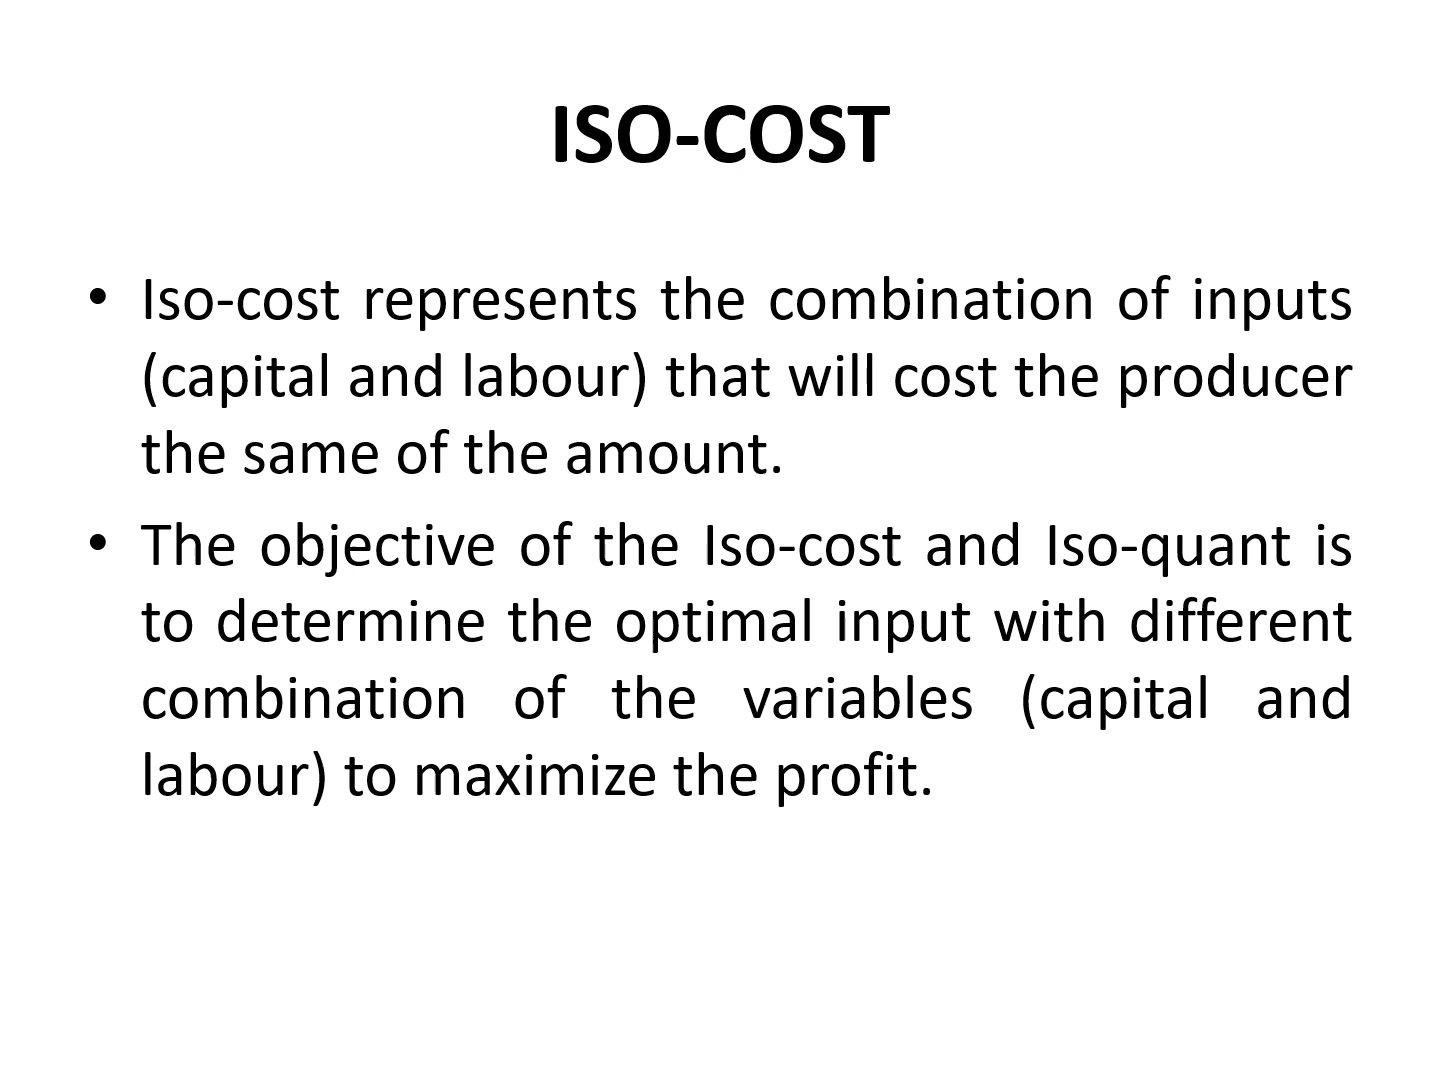 ISO-COST
• Iso-cost represents the combination of inputs
(capital and labour) that will cost the producer
the same of the amount.
• The objective of the Iso-cost and Iso-quant is
to determine the optimal input with different
combination of the variables (capital and
labour) to maximize the profit.